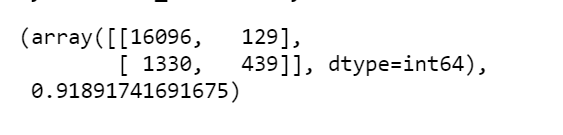 (array([[16096,   129],
       [ 1330,   439]], dtype=int64),
0.91891741691675)